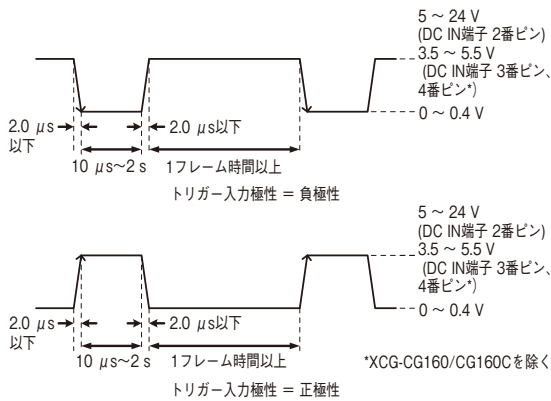 5 ~ 24 V
(DC IN端子 2番ピン)
3.5 ~ 5.5 V
(DC IN端子 3番ピン、
4番ピン*)
0 ~ 0.4 V
2.0 μs
以下
2.0 μs以下
10 μs~2 s
1フレーム時間以上
トリガー入力極性 = 負極性
5 ~ 24 V
(DC IN端子 2番ピン)
3.5 ~ 5.5 V
(DC IN端子 3番ピン、
4番ピン*)
0 ~ 0.4 V
2.0 μs
以下
2.0 μs以下
10 μs~2 s
1フレーム時間以上
*XCG-CG160/CG160Cを除く
トリガー入力極性 = 正極性